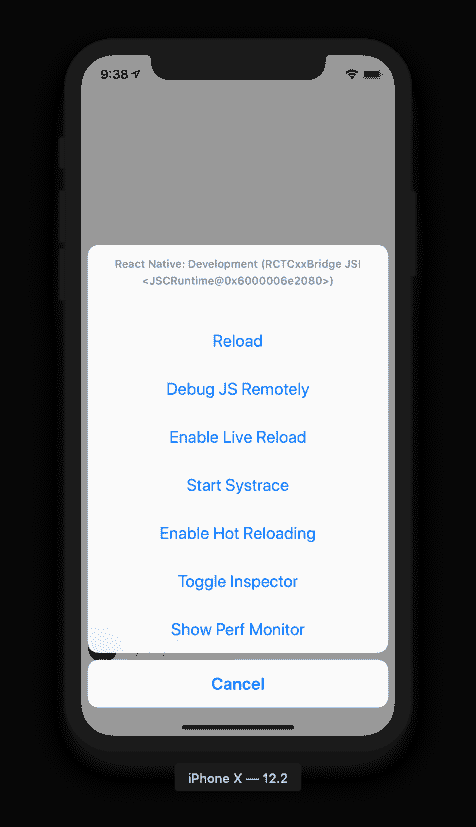 9:38
React Native: Development (RCTCxxBridge JSI
<JSCRuntime@0x6000006e2080>)
Reload
Debug JS Remotely
Enable Live Reload
Start Systrace
Enable Hot Reloading
Toggle Inspector
Show Perf Monitor
Cancel
iPhone X — 12.2